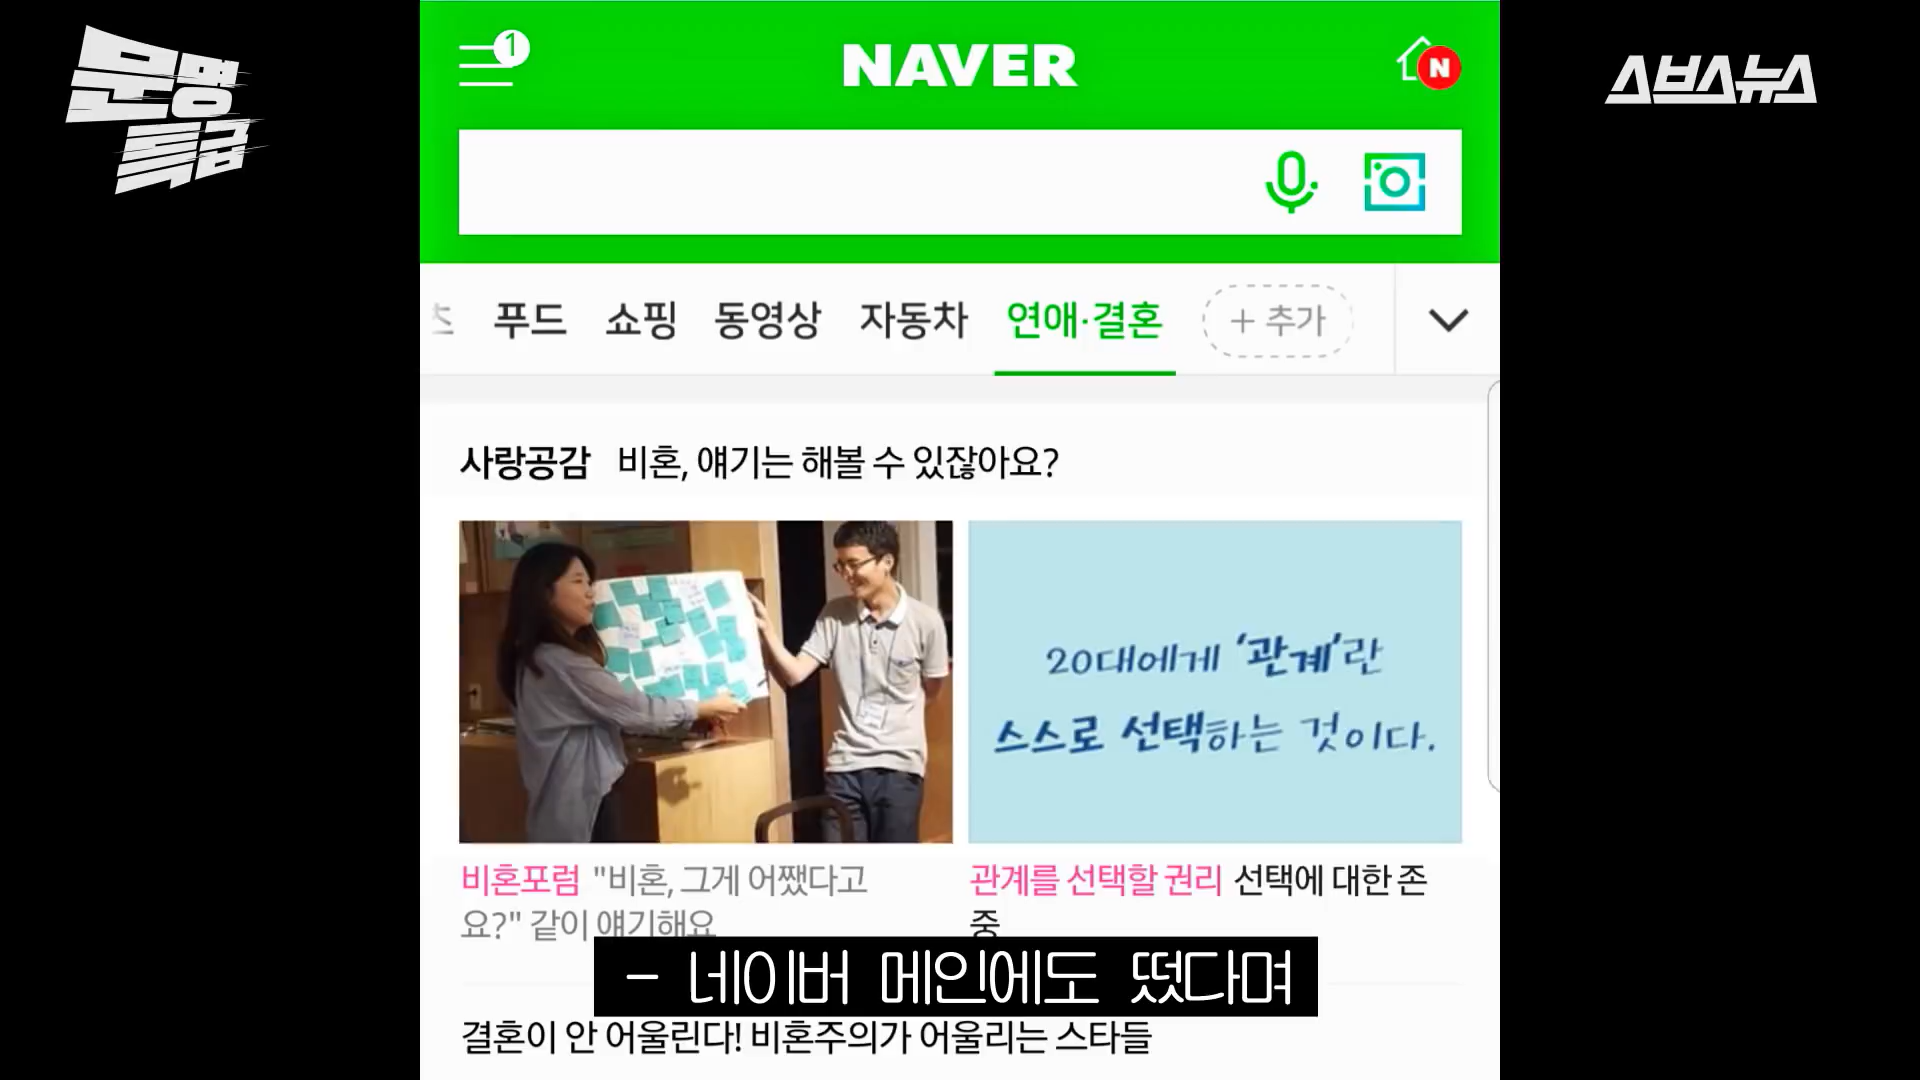 문명
특급
스브스뉴스
1
NAVER
N
푸드 쇼핑 동영상 자동차 연애·결혼 + 추가
사랑공감 비혼, 얘기는 해볼 수 있잖아요?
20대에게 '관계'란
스스로 선택하는 것이다.
비혼포럼 "비혼, 그게 어쨌다고
요?" 같이 얘기해요
관계를 선택할 권리 선택에 대한 존
중
- 네이버 메인에도 떴다며
결혼이 안 어울린다! 비혼주의가 어울리는 스타들